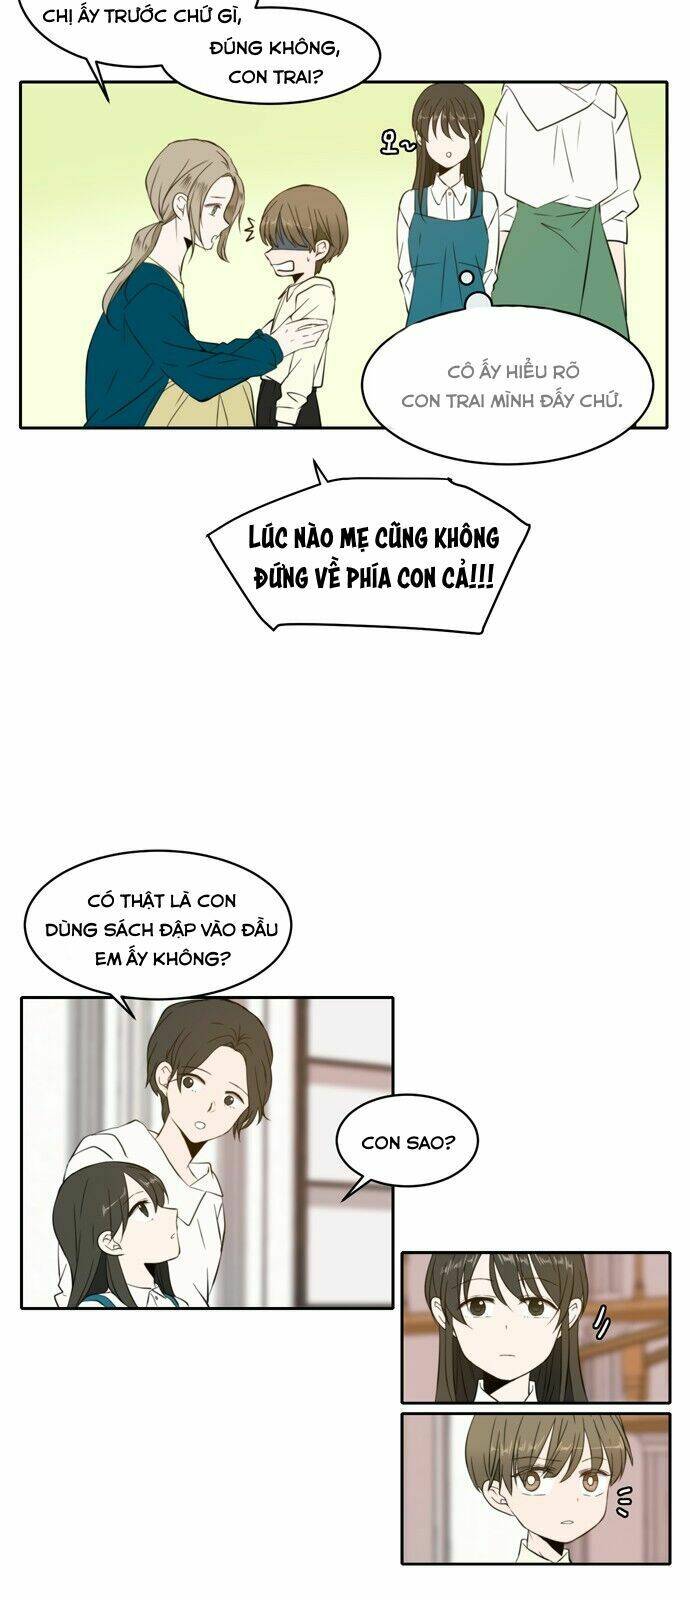 CHỊ ẤY TRƯỚC CHỨ GÌ,
ĐÚNG KHÔNG,
CON TRAI?
오~
CÔ ẤY HIỂU RÕ
CON TRAI MÌNH ĐẤY CHỨ.
LÚC NÀO MẸ CŨNG KHÔNG
ĐỨNG VỀ PHÍA CON CẢ!!!
CÓ THẬT LÀ CON
DÙNG SÁCH ĐẬP VÀO ĐẦU
EM ẤY KHÔNG?
CON SAO?